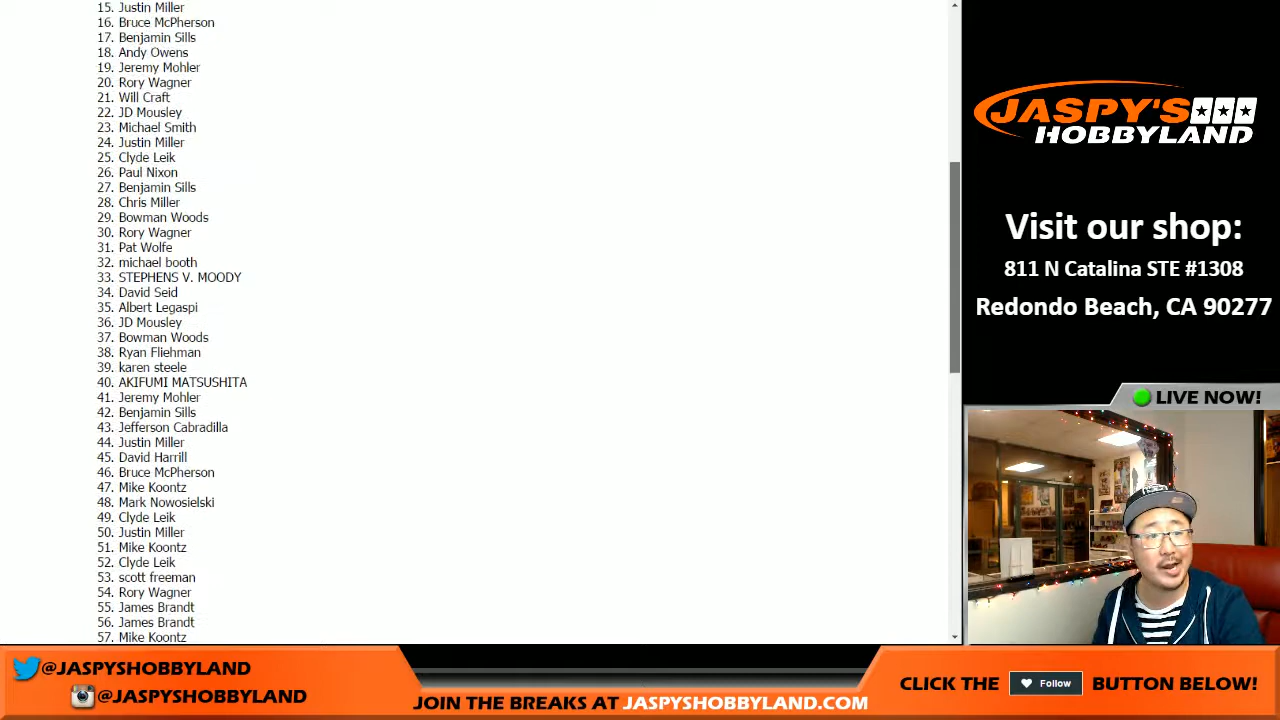 15. Justin Miller
16. Bruce McPherson
17. Benjamin Sills
18. Andy Owens
19. Jeremy Mohler
20. Rory Wagner
21. Will Craft
22. JD Mousley
23. Michael Smith
24. Justin Miller
25. Clyde Leik
26. Paul Nixon
27. Benjamin Sills
28. Chris Miller
29. Bowman Woods
30. Rory Wagner
31. Pat Wolfe
32. michael booth
33. STEPHENS V. MOODY
34. David Seid
35. Albert Legaspi
36. JD Mousley
37. Bowman Woods
38. Ryan Fliehman
39. karen steele
40. AKIFUMI MATSUSHITA
41. Jeremy Mohler
42. Benjamin Sills
43. Jefferson Cabradilla
44. Justin Miller
45. David Harrill
46. Bruce McPherson
47. Mike Koontz
48. Mark Nowosielski
49. Clyde Leik
50. Justin Miller
51. Mike Koontz
52. Clyde Leik
53. scott freeman
54. Rory Wagner
55. James Brandt
56. James Brandt
57. Mike Koontz
JASPY'S
HOBBYLAND
Visit our shop:
811 N Catalina STE #1308
Redondo Beach, CA 90277
LIVE NOW!
@JASPYSHOBBYLAND
@JASPYSHOBBYLAND
JOIN THE BREAKS AT JASPYSHOBBYLAND.COM
CLICK THE Follow BUTTON BELOW!